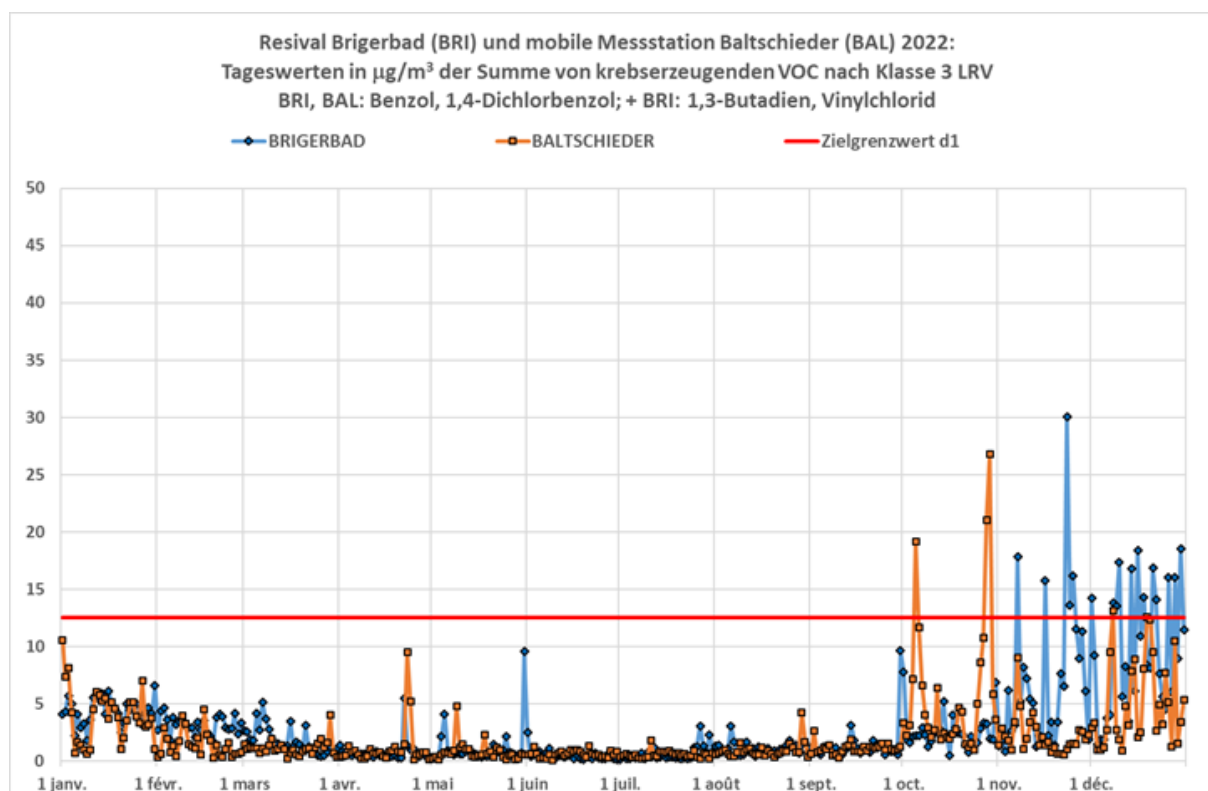 Resival Brigerbad (BRI) und mobile Messstation Baltschieder (BAL) 2022:
Tageswerten in µg/m³ der Summe von krebserzeugenden VOC nach Klasse 3 LRV
BRI, BAL: Benzol, 1,4-Dichlorbenzol; + BRI: 1,3-Butadien, Vinylchlorid
BRIGERBAD BALTSCHIEDER Zielgrenzwert d1
50
45
40
35
30
25
20
15
10
5
0
1 janv. 1 févr. 1 mars 1 avr. 1 mai 1 juin 1 juil. 1 août 1 sept. 1 oct. 1 nov. 1 déc.